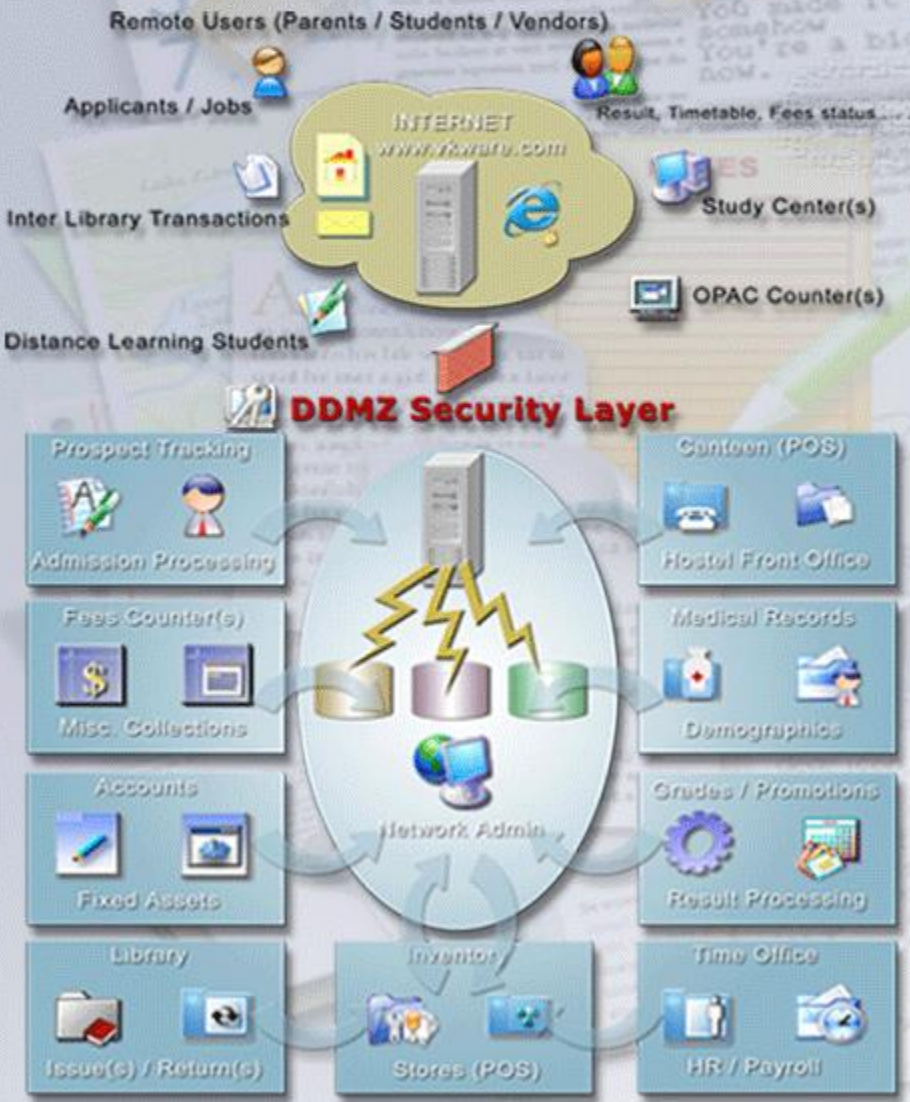 Remote Users (Parents / Students / Vendors)
Applicants / Jobs
Result, Timetable, Fees status....
INTERNET
www.vkware.com
Inter Library Transactions
Study Center(s)
OPAC Counter(s)
Distance Learning Students
DDMZ Security Layer
Prospect Tracking
Admission Processing
Canteen (POS)
Hostel Front Office
Fees Counter(s)
Misc. Collections
Medical Records
Demographics
Network Admin
Accounts
Fixed Assets
Grades / Promotions
Result Processing
Library
Issue(s) / Return(s)
Inventor
Stores (POS)
Time Office
HR / Payroll